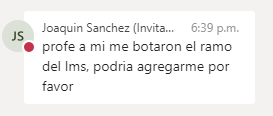 JS
Joaquin Sanchez (Invita... 6:39 p.m.
profe a mi me botaron el ramo
del lms, podria agregarme por
favor